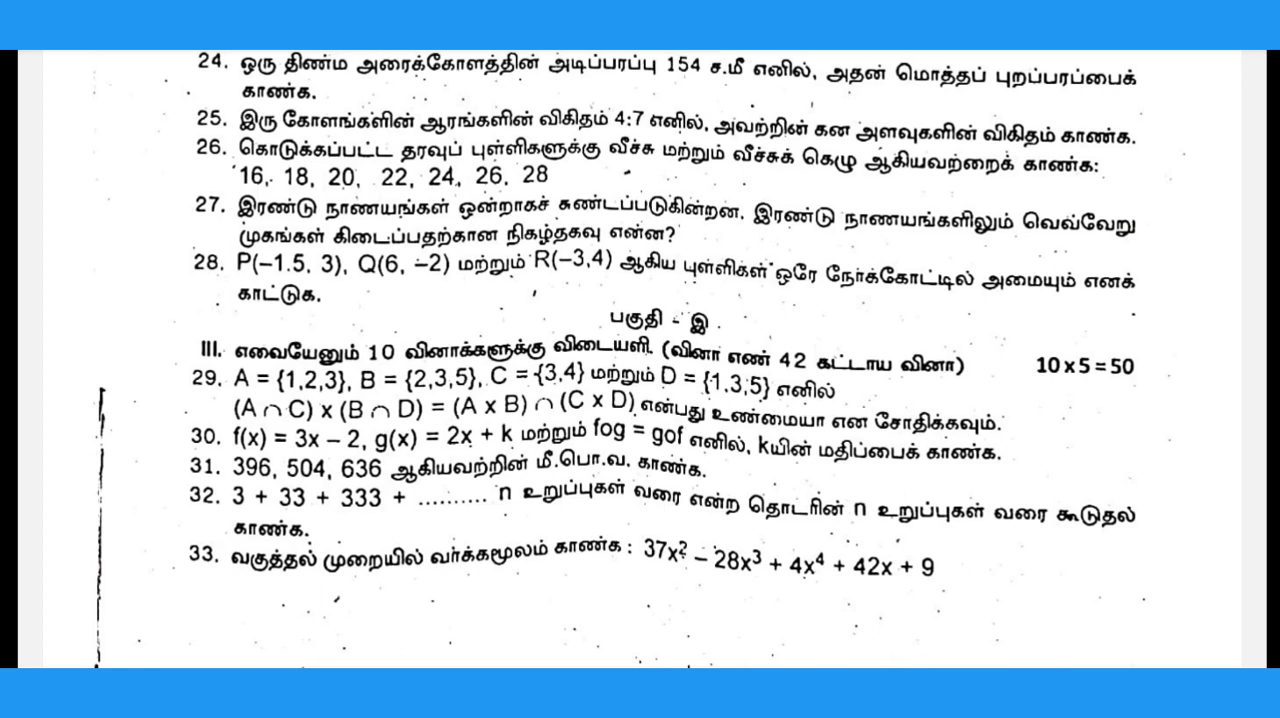 24. ஒரு திண்ம அரைக்கோளத்தின் அடிப்பரப்பு 154 ச.மீ எனில், அதன் மொத்தப் புறப்பரப்பைக்
காண்க.
25. இரு கோளங்களின் ஆரங்களின் விகிதம் 4:7 எனில், அவற்றின் கன அளவுகளின் விகிதம் காண்க.
26. கொடுக்கப்பட்ட தரவுப் புள்ளிகளுக்கு வீச்சு மற்றும் வீச்சுக் கெழு ஆகியவற்றைக் காண்க:
16, 18, 20, 22, 24, 26, 28
27. இரண்டு நாணயங்கள் ஒன்றாகச் சுண்டப்படுகின்றன. இரண்டு நாணயங்களிலும் வெவ்வேறு
முகங்கள் கிடைப்பதற்கான நிகழ்தகவு என்ன?
28. P(–1.5, 3), Q(6, –2) மற்றும் R(–3,4) ஆகிய புள்ளிகள் ஒரே நேர்க்கோட்டில் அமையும் எனக்
காட்டுக.
பகுதி - இ
III. எவையேனும் 10 வினாக்களுக்கு விடையளி. (வினா எண் 42 கட்டாய வினா) 10 x 5 = 50
29. A = {1,2,3}, B = {2,3,5}, C = {3,4} மற்றும் D = {1,3,5} எனில்
(A ∩ C) x (B ∩ D) = (A x B) ∩ (C x D) என்பது உண்மையா என சோதிக்கவும்.
30. f(x) = 3x – 2, g(x) = 2x + k மற்றும் fog = gof எனில், kயின் மதிப்பைக் காண்க.
31. 396, 504, 636 ஆகியவற்றின் மீ.பொ.வ. காண்க.
32. 3 + 33 + 333 + .......... n உறுப்புகள் வரை என்ற தொடரின் n உறுப்புகள் வரை கூடுதல்
காண்க.
33. வகுத்தல் முறையில் வர்க்கமூலம் காண்க : 37x² – 28x³ + 4x⁴ + 42x + 9